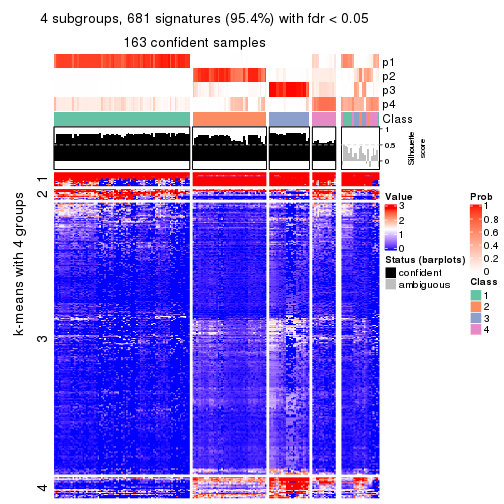 4 subgroups, 681 signatures (95.4%) with fdr < 0.05
163 confident samples
p1
p2
p3
p4
Class
1
0.5
0
Silhouette
score
k-means with 4 groups
1
2
3
4
Value
3
2
1
0
Status (barplots)
confident
ambiguous
Prob
1
0.8
0.6
0.4
0.2
0
Class
1
2
3
4